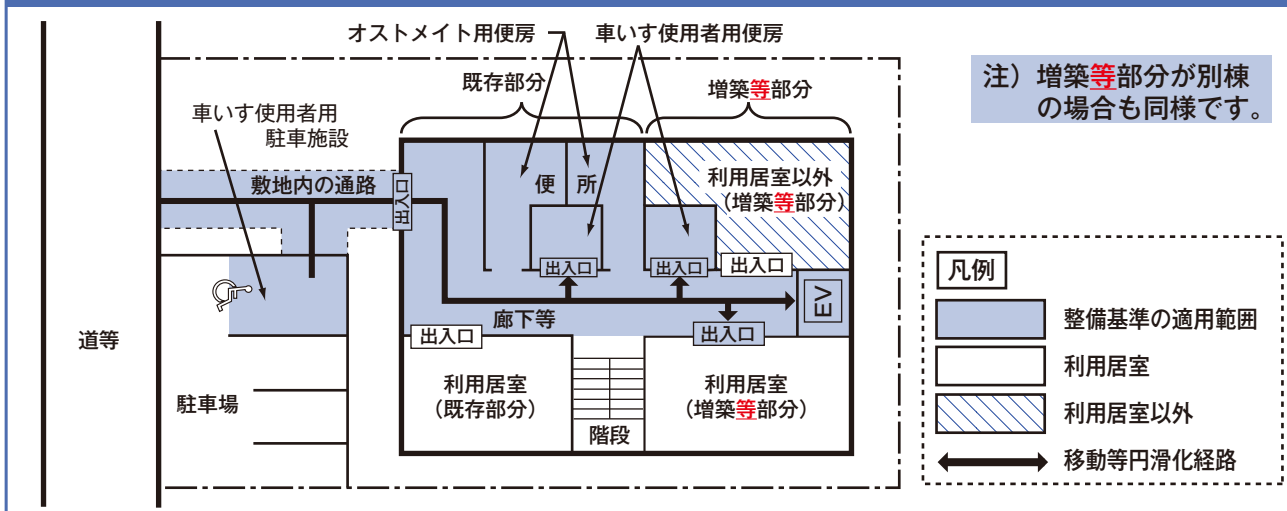 オストメイト用便房
車いす使用者用便房
注）増築等部分が別棟
の場合も同様です。
既存部分
増築等部分
車いす使用者用
駐車施設
敷地内の通路
出入口
便
所
利用居室以外
（増築等部分）
出入口
出入口
出入口
EV
廊下等
出入口
出入口
道等
駐車場
利用居室
（既存部分）
階段
利用居室
（増築等部分）
凡例
整備基準の適用範囲
利用居室
利用居室以外
移動等円滑化経路